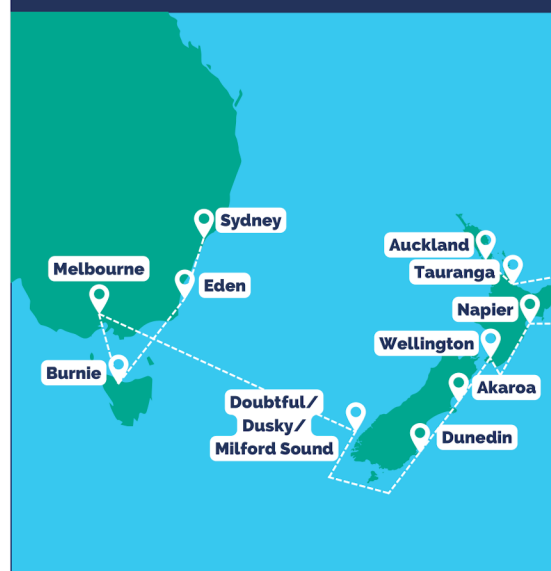 Sydney
Auckland
Tauranga
Melbourne
Eden
Napier
Wellington
Burnie
Akaroa
Doubtful/
Dusky/
Milford Sound
Dunedin